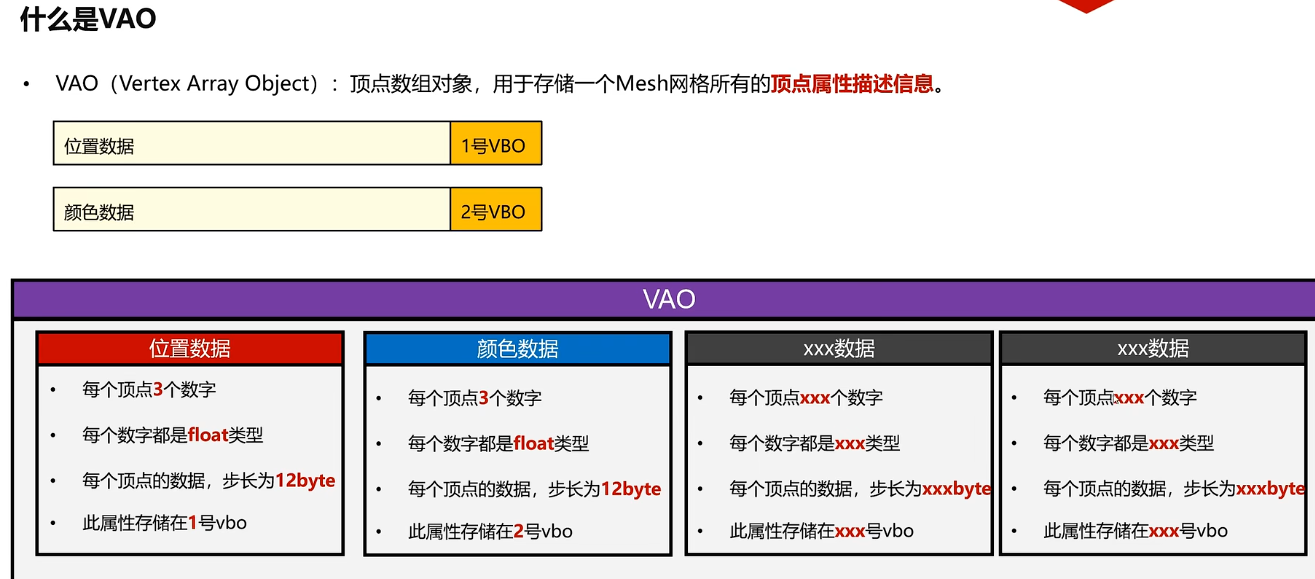 什么是VAO
• VAO（Vertex Array Object）：顶点数组对象，用于存储一个Mesh网格所有的顶点属性描述信息。
位置数据 1号VBO
颜色数据 2号VBO
VAO
位置数据
• 每个顶点3个数字
• 每个数字都是float类型
• 每个顶点的数据，步长为12byte
• 此属性存储在1号vbo
颜色数据
• 每个顶点3个数字
• 每个数字都是float类型
• 每个顶点的数据，步长为12byte
• 此属性存储在2号vbo
xxx数据
• 每个顶点xxx个数字
• 每个数字都是xxx类型
• 每个顶点的数据，步长为xxxbyte
• 此属性存储在xxx号vbo
xxx数据
• 每个顶点xxx个数字
• 每个数字都是xxx类型
• 每个顶点的数据，步长为xxxbyte
• 此属性存储在xxx号vbo